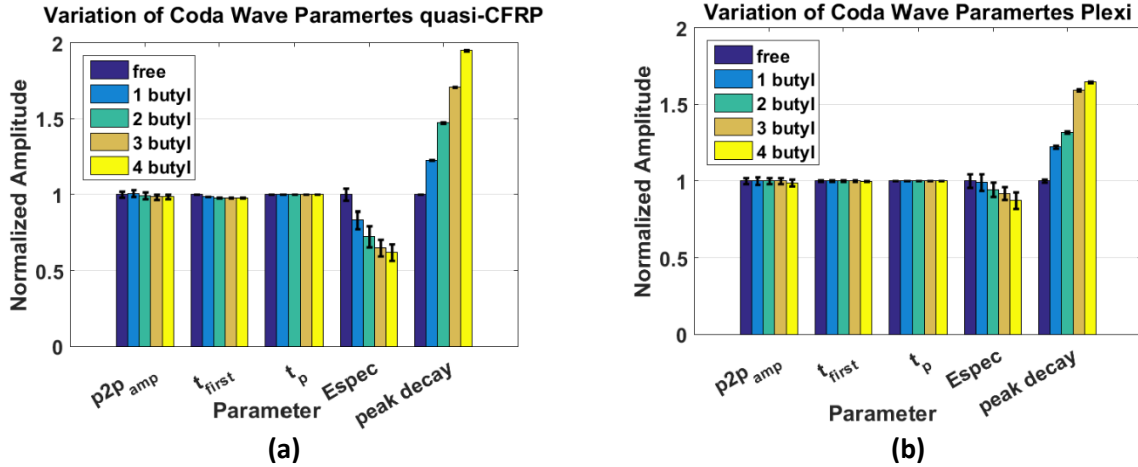 Variation of Coda Wave Paramertes quasi-CFRP
2
1.5
1
0.5
0
Normalized Amplitude
free
1 butyl
2 butyl
3 butyl
4 butyl
p2p amp
t first
t p
Espec
peak decay
Parameter
(a)
Variation of Coda Wave Paramertes Plexi
2
1.5
1
0.5
0
Normalized Amplitude
free
1 butyl
2 butyl
3 butyl
4 butyl
p2p amp
t first
t p
Espec
peak decay
Parameter
(b)